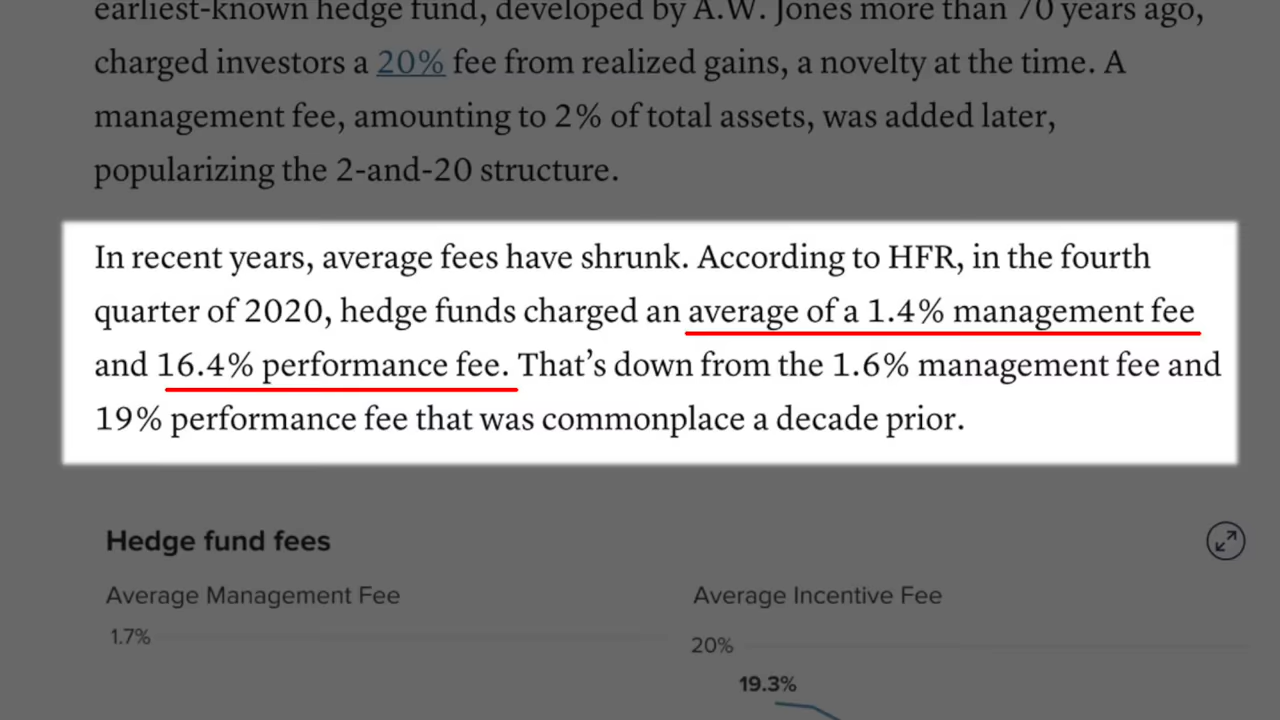 earliest-known hedge fund, developed by A.W. Jones more than 70 years ago,
charged investors a 20% fee from realized gains, a novelty at the time. A
management fee, amounting to 2% of total assets, was added later,
popularizing the 2-and-20 structure.
In recent years, average fees have shrunk. According to HFR, in the fourth
quarter of 2020, hedge funds charged an average of a 1.4% management fee
and 16.4% performance fee. That’s down from the 1.6% management fee and
19% performance fee that was commonplace a decade prior.
Hedge fund fees
Average Management Fee
Average Incentive Fee
1.7%
20%
19.3%